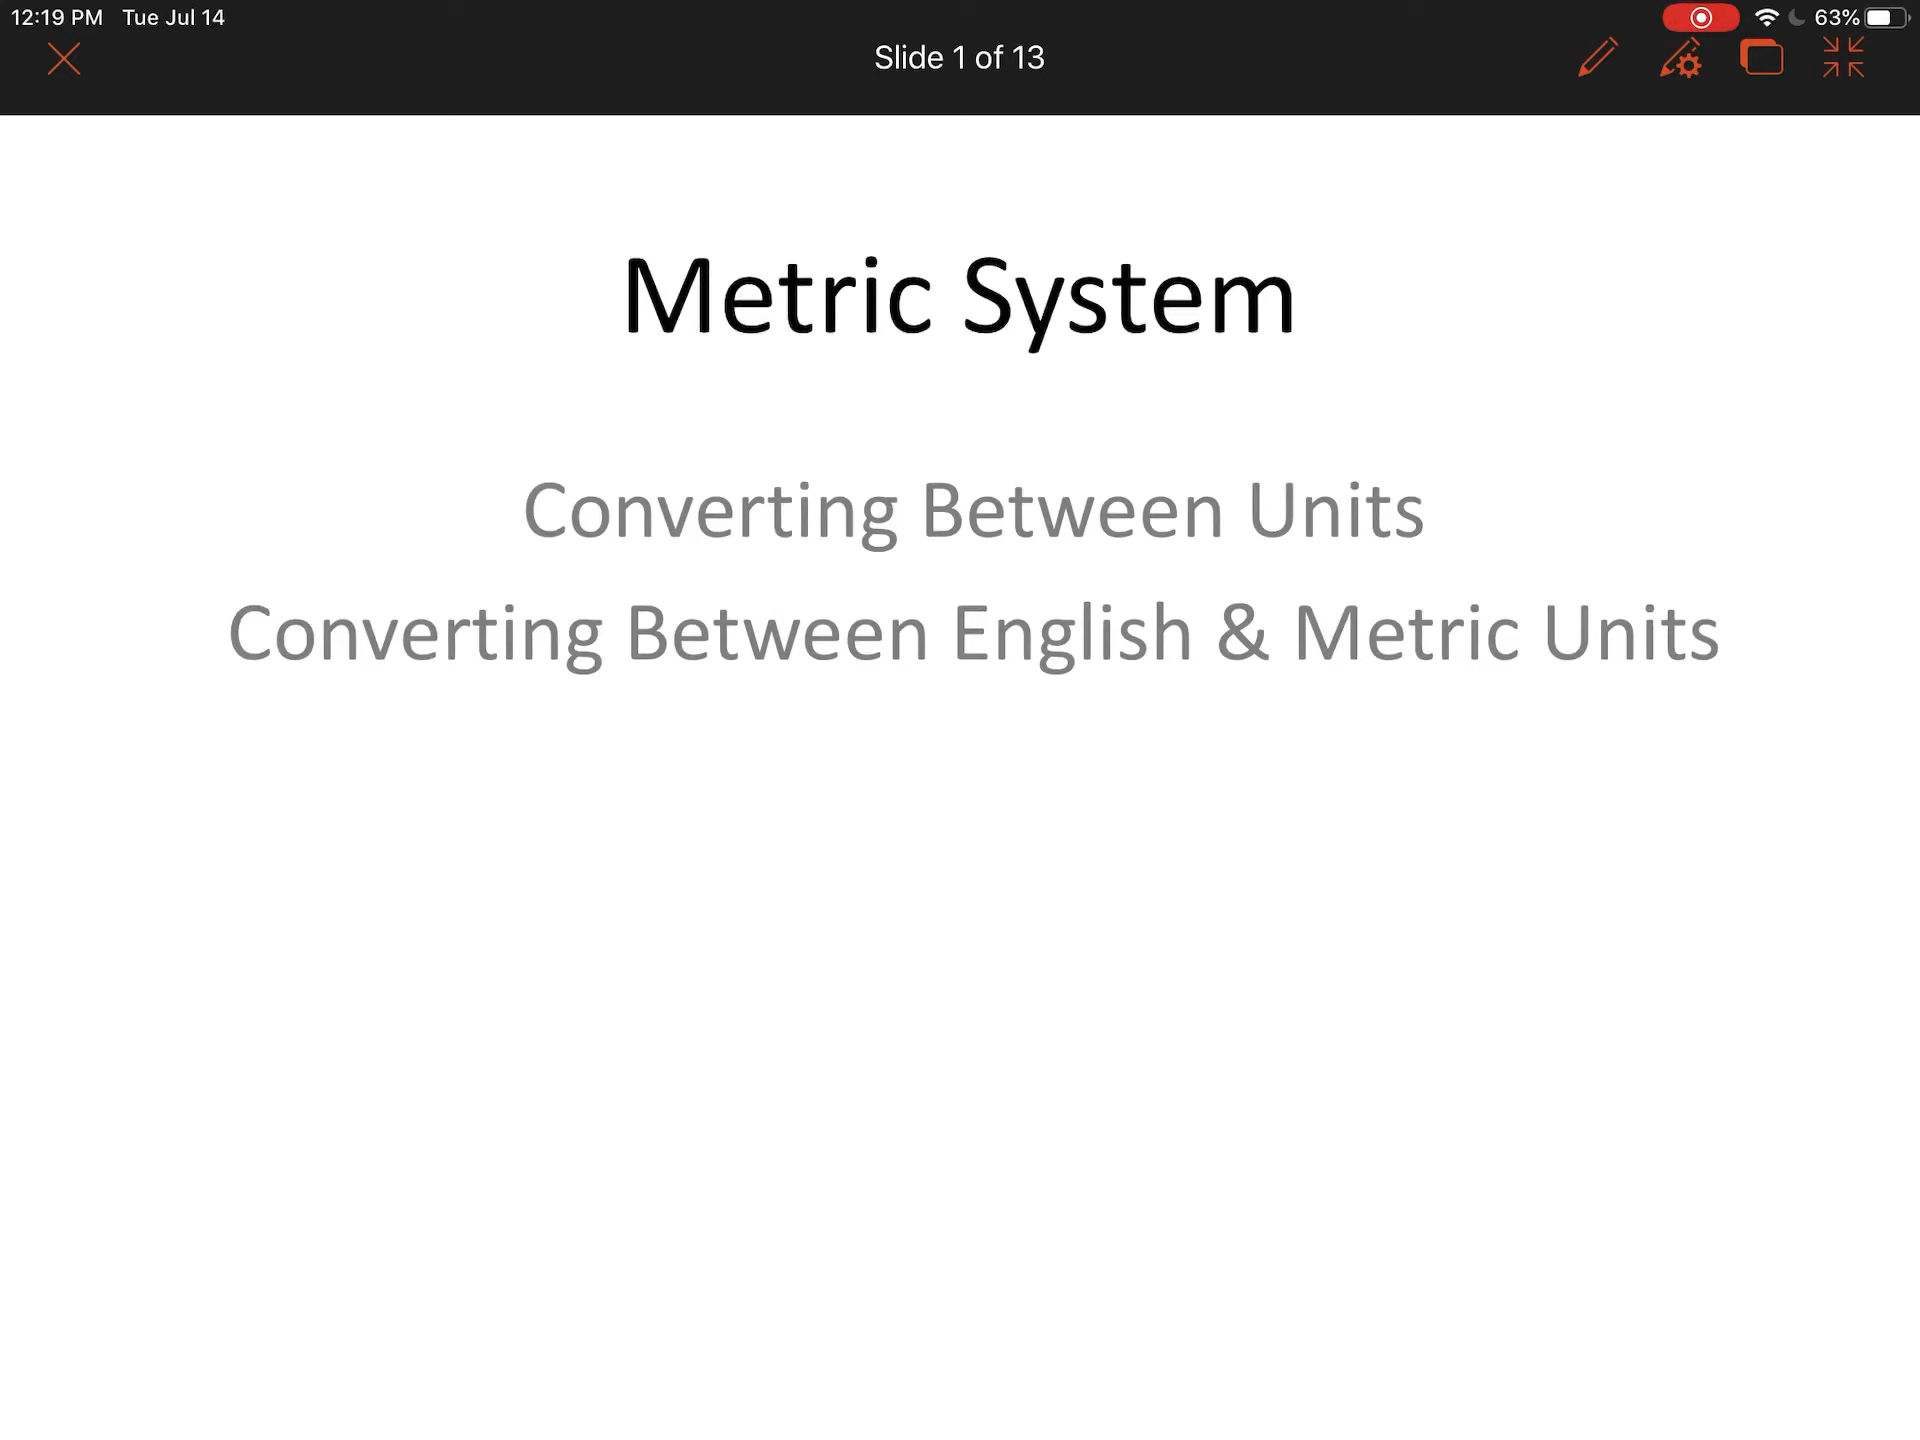 12:19 PM Tue Jul 14
63%
Slide 1 of 13
Metric System
Converting Between Units
Converting Between English & Metric Units